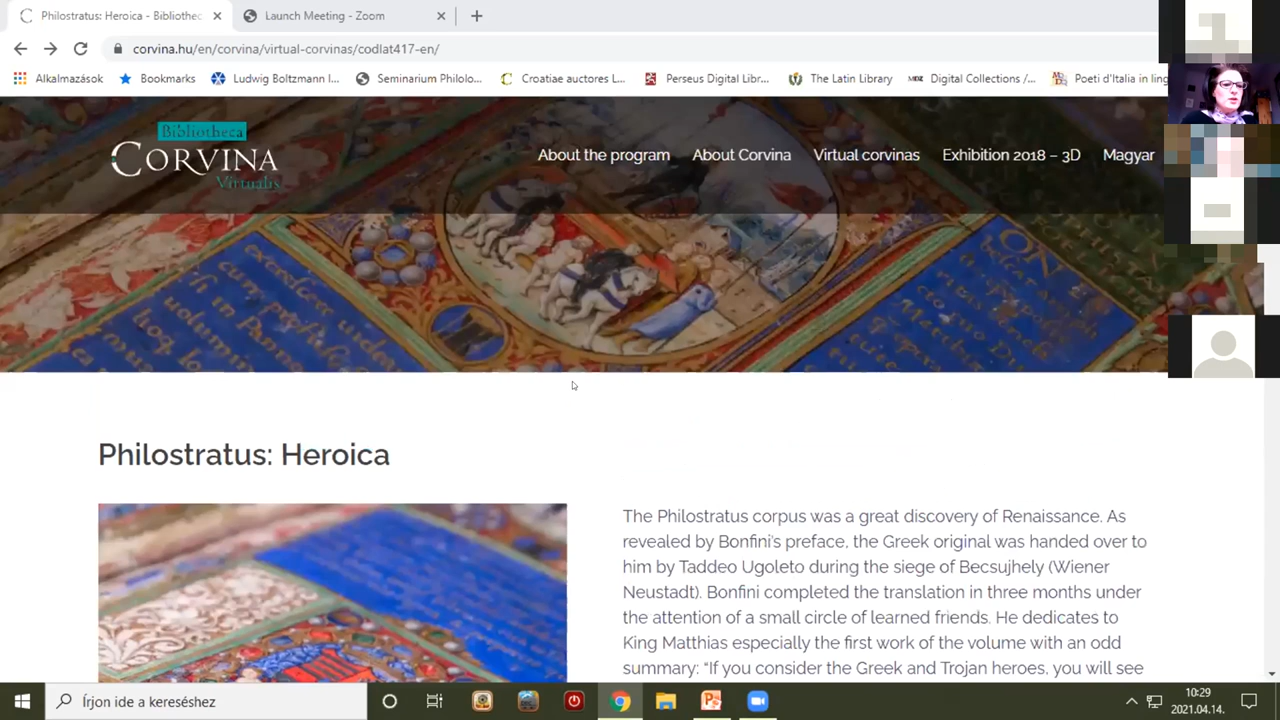 Philostratus: Heroica - Bibliothec
Launch Meeting - Zoom
corvina.hu/en/corvina/virtual-corvinas/codlat417-en/
Alkalmazások
Bookmarks
Ludwig Boltzmann I...
Seminarium Philolo...
Croatiae auctores L...
Perseus Digital Libr...
The Latin Library
Digital Collections /...
Poeti d'Italia in ling
Bibliotheca
CORVINA
Virtualis
About the program
About Corvina
Virtual corvinas
Exhibition 2018 – 3D
Magyar
Philostratus: Heroica
The Philostratus corpus was a great discovery of Renaissance. As
revealed by Bonfini's preface, the Greek original was handed over to
him by Taddeo Ugoleto during the siege of Becsujhely (Wiener
Neustadt). Bonfini completed the translation in three months under
the attention of a small circle of learned friends. He dedicates to
King Matthias especially the first work of the volume with an odd
summary: “If you consider the Greek and Trojan heroes, you will see
Írjon ide a kereséshez
10:29
2021.04.14.